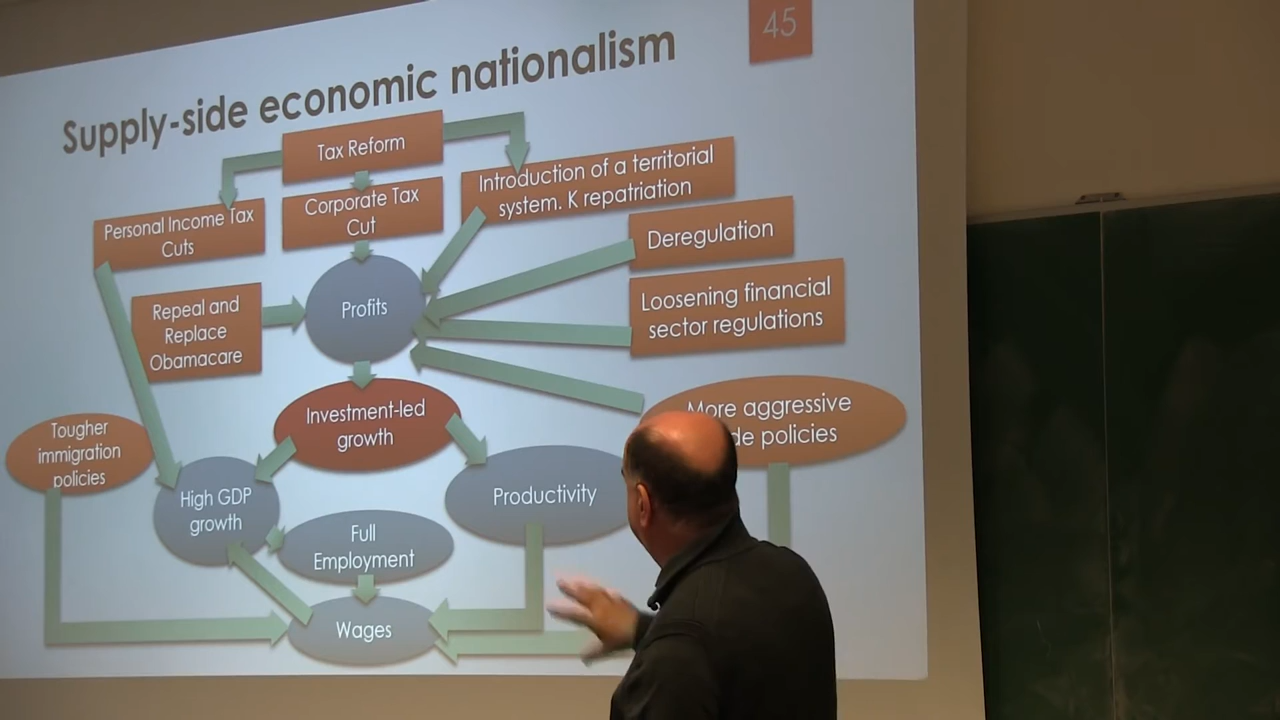 45
Supply-side economic nationalism
Tax Reform
Personal Income Tax
Cuts
Corporate Tax
Cut
Introduction of a territorial
system. K repatriation
Deregulation
Repeal and
Replace
Obamacare
Profits
Loosening financial
sector regulations
Investment-led
growth
More aggressive
policies
Tougher
immigration
policies
High GDP
growth
Productivity
Full
Employment
Wages